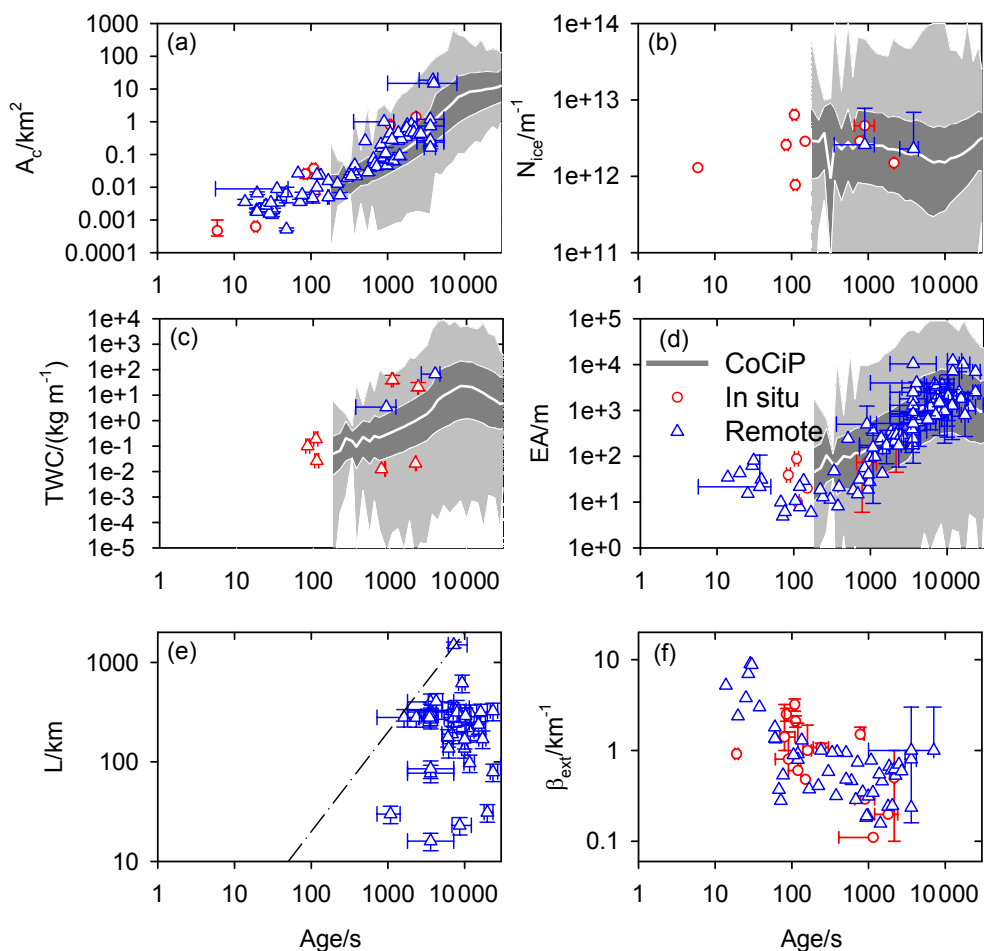 (a)
A_c/km²
1000
100
10
1
0.1
0.01
0.001
0.0001
1 10 100 1000 10000
(b)
N_ice/m⁻¹
1e+14
1e+13
1e+12
1e+11
1 10 100 1000 10000
(c)
TWC/(kg m⁻¹)
1e+4
1e+3
1e+2
1e+1
1e+0
1e-1
1e-2
1e-3
1e-4
1e-5
1 10 100 1000 10000
(d)
EA/m
1e+5
1e+4
1e+3
1e+2
1e+1
1e+0
CoCiP
In situ
Remote
1 10 100 1000 10000
(e)
L/km
1000
100
10
1 10 100 1000 10000
Age/s
(f)
β_ext/km⁻¹
10
1
0.1
1 10 100 1000 10000
Age/s